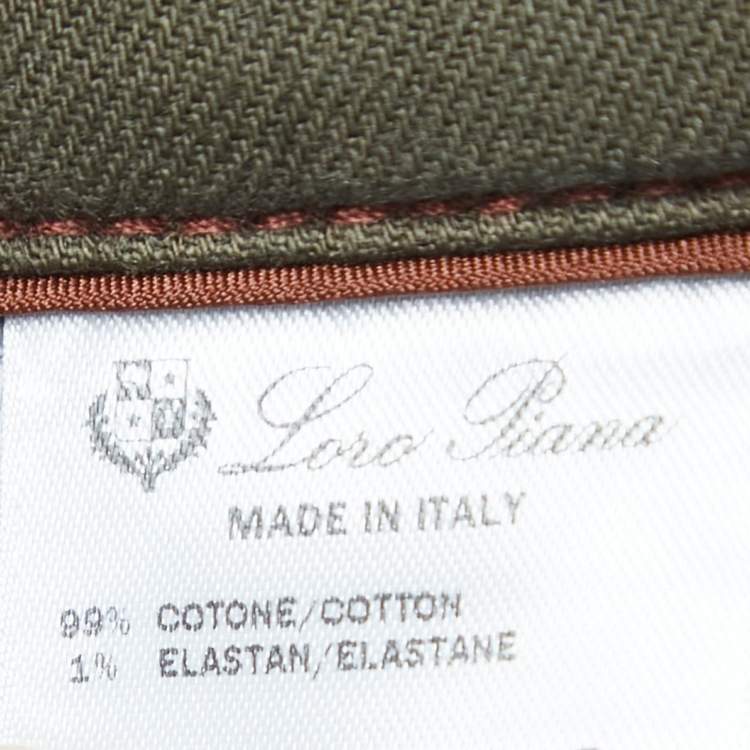 Loro Piana
MADE IN ITALY
99% COTONE/COTTON
1% ELASTAN/ELASTANE